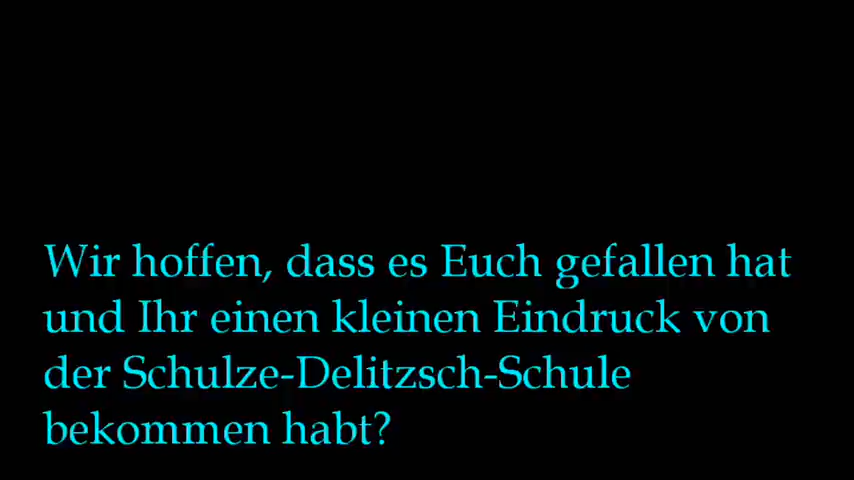 Wir hoffen, dass es Euch gefallen hat
und Ihr einen kleinen Eindruck von
der Schulze-Delitzsch-Schule
bekommen habt?